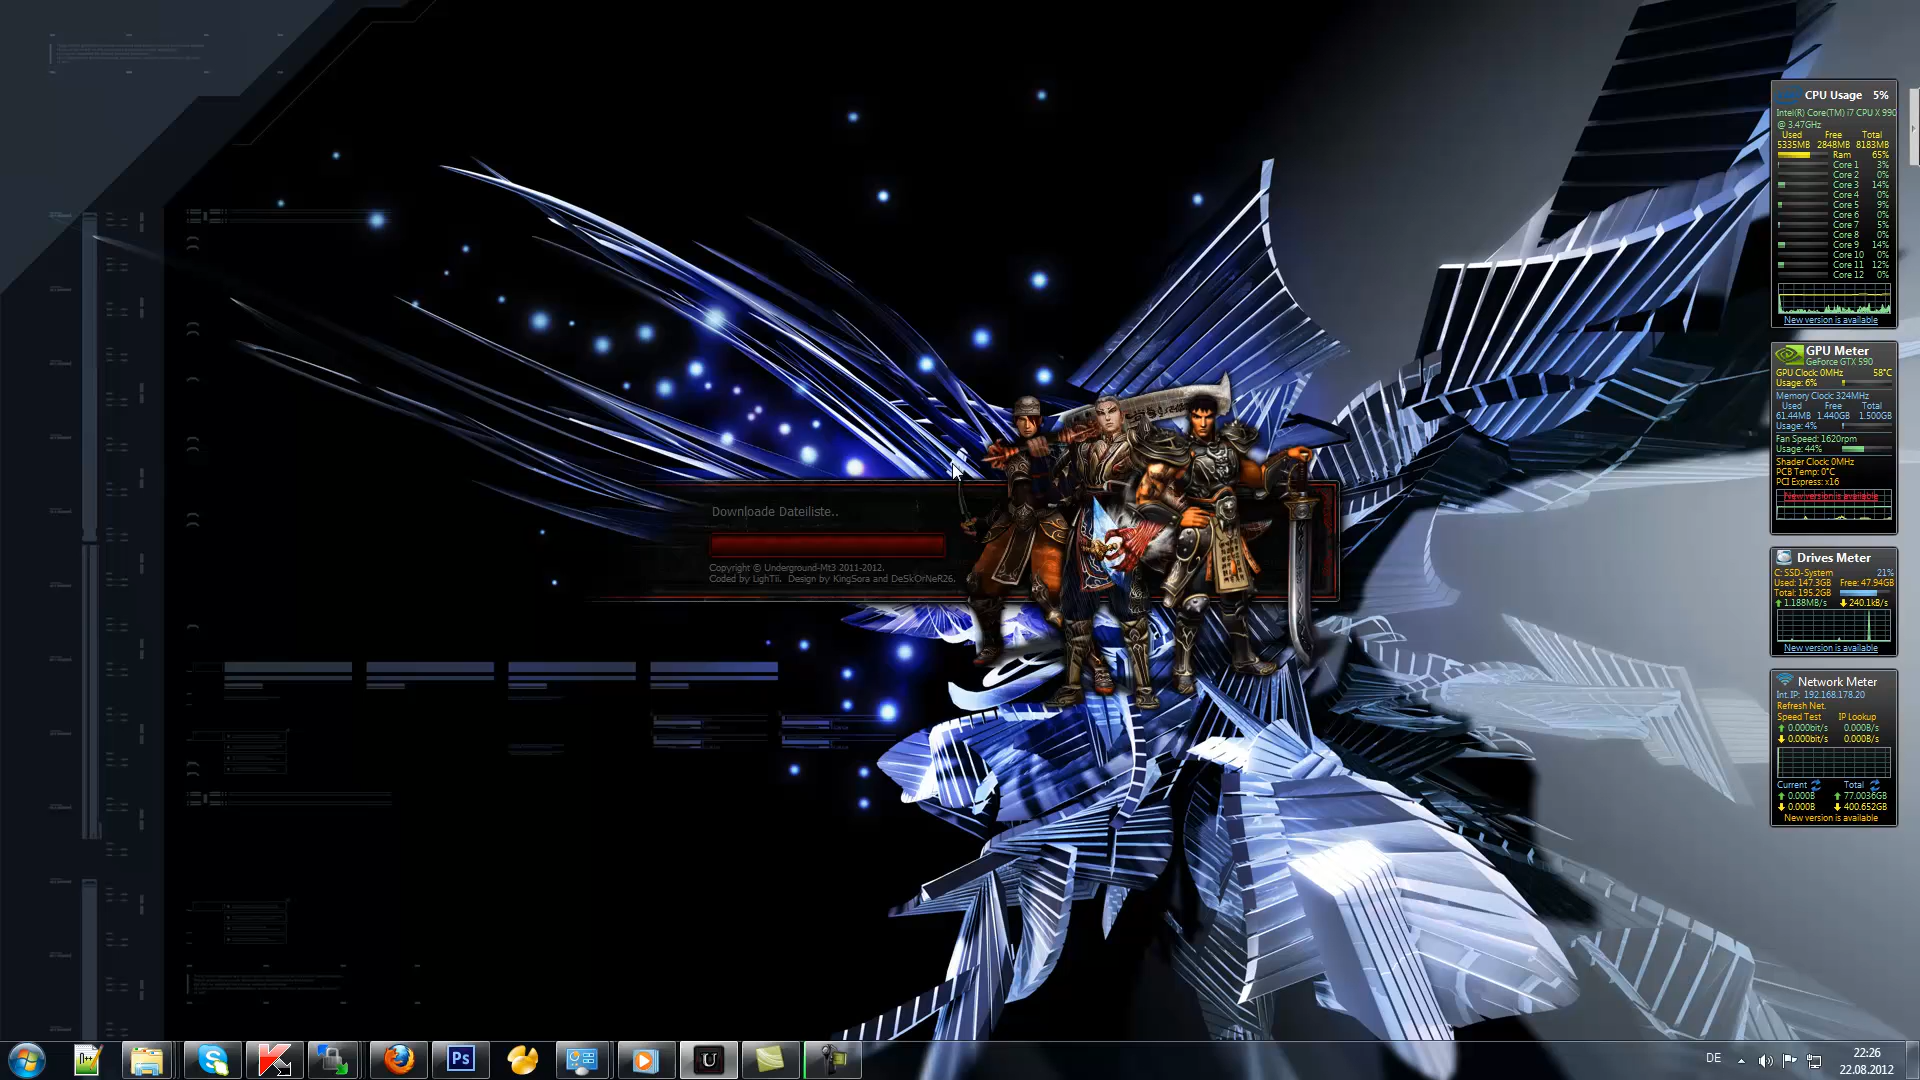 Downloade Dateiliste..
Copyright © Underground-Mt3 2011-2012.
Coded by LighTii. Design by KingSora and DeSkOrNeR26.
CPU Usage 5%
Intel(R) Core(TM) i7 CPU X 990
@ 3.47GHz
Used Free Total
5335MB 2848MB 8183MB
Ram 65%
Core 1 3%
Core 2 0%
Core 3 14%
Core 4 0%
Core 5 9%
Core 6 0%
Core 7 5%
Core 8 0%
Core 9 14%
Core 10 0%
Core 11 12%
Core 12 0%
New version is available
GPU Meter
GeForce GTX 590
GPU Clock: 0MHz 58°C
Usage: 6%
Memory Clock: 324MHz
Used Free Total
61.44MB 1.440GB 1.500GB
Usage: 4%
Fan Speed: 1620rpm
Usage: 44%
Shader Clock: 0MHz
PCB Temp: 0°C
PCI Express: x16
New version is available
Drives Meter
C: SSD-System 21%
Used: 147.3GB Free: 47.94GB
Total: 195.2GB
1.188MB/s 240.1kB/s
New version is available
Network Meter
Int. IP: 192.168.178.20
Refresh Net.
Speed Test IP Lookup
0.000bit/s 0.000B/s
0.000bit/s 0.000B/s
Current Total
0.000B 77.0036GB
0.000B 400.652GB
New version is available
Ps
U
DE
22:26
22.08.2012